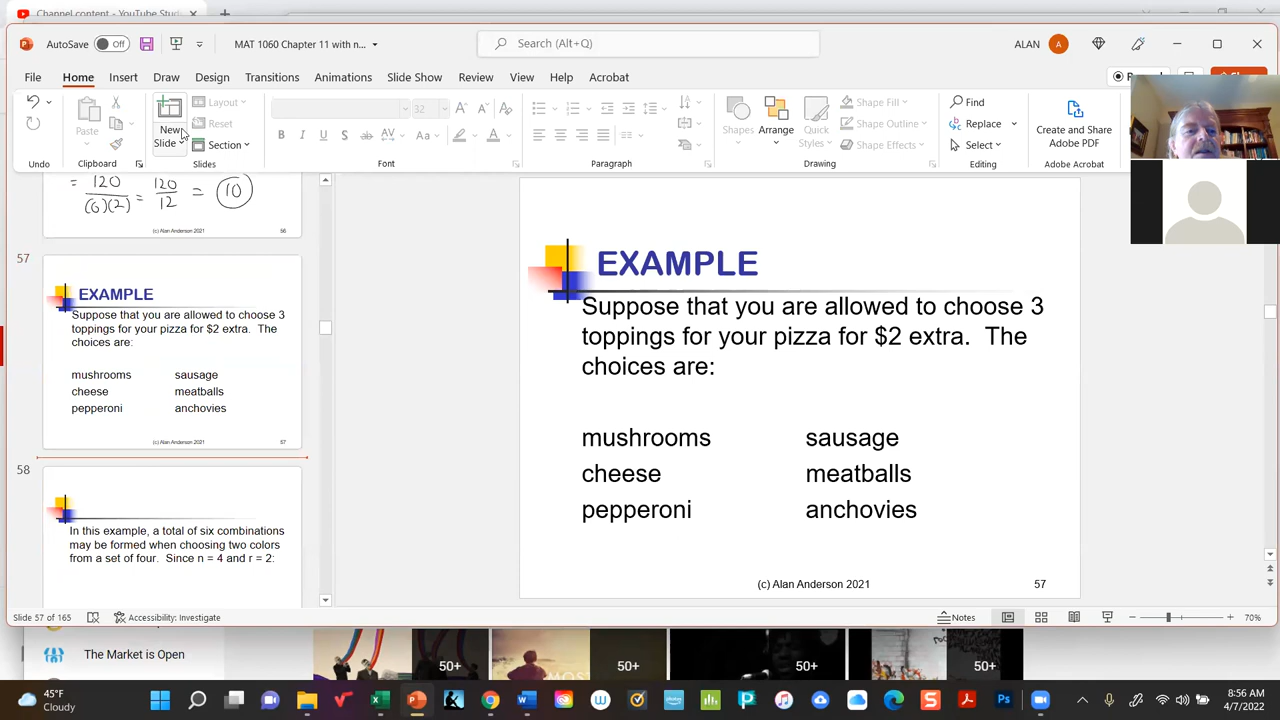 Channel content - YouTube
AutoSave Off
MAT 1060 Chapter 11 with n...
Search (Alt+Q)
ALAN A
File Home Insert Draw Design Transitions Animations Slide Show Review View Help Acrobat
Undo
Paste
Clipboard
New Slide
Layout
Reset
Section
Slides
32
Font
Paragraph
Shapes
Arrange
Quick Styles
Shape Fill
Shape Outline
Shape Effects
Drawing
Find
Replace
Select
Editing
Create and Share Adobe PDF
Adobe Acrobat
= 120 / (6)(2) = 120 / 12 = 10
(c) Alan Anderson 2021 56
57
EXAMPLE
Suppose that you are allowed to choose 3
toppings for your pizza for $2 extra. The
choices are:
mushrooms sausage
cheese meatballs
pepperoni anchovies
(c) Alan Anderson 2021 57
58
In this example, a total of six combinations
may be formed when choosing two colors
from a set of four. Since n = 4 and r = 2:
EXAMPLE
Suppose that you are allowed to choose 3
toppings for your pizza for $2 extra. The
choices are:
mushrooms sausage
cheese meatballs
pepperoni anchovies
(c) Alan Anderson 2021 57
Slide 57 of 165 Accessibility: Investigate
Notes 70%
The Market is Open
50+ 50+ 50+ 50+
45°F
Cloudy
8:56 AM
4/7/2022